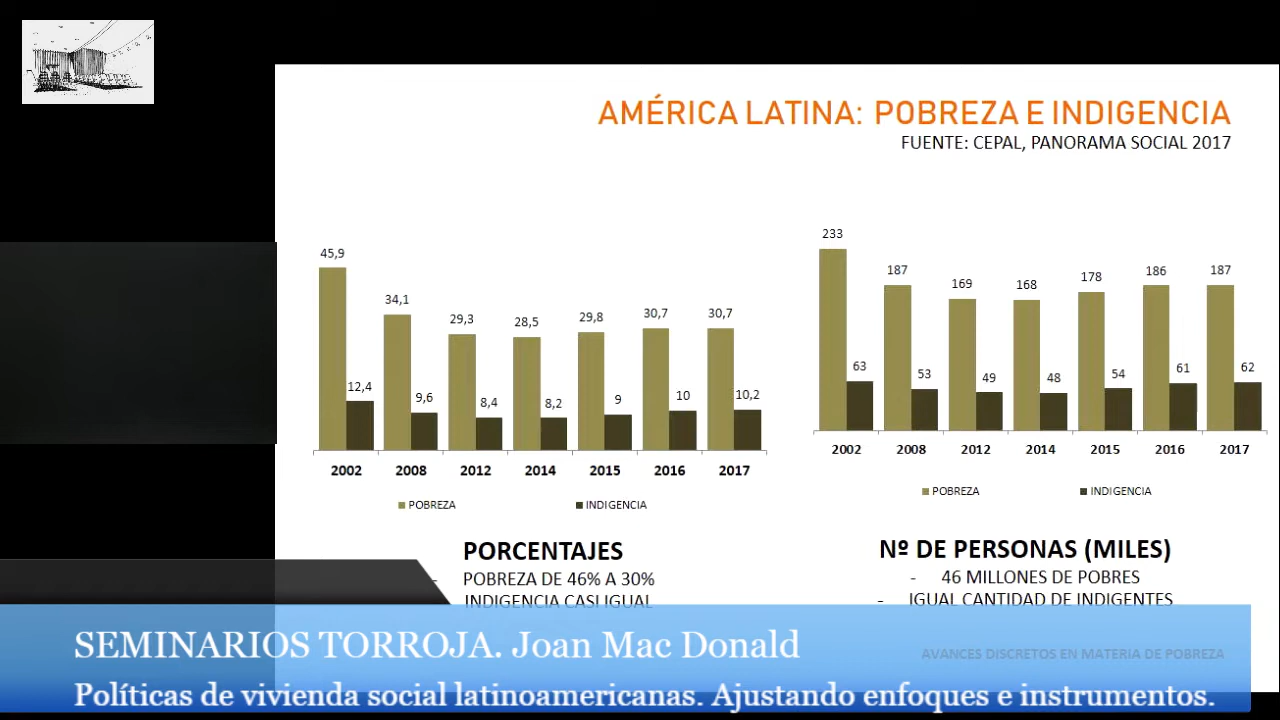 AMÉRICA LATINA: POBREZA E INDIGENCIA
FUENTE: CEPAL, PANORAMA SOCIAL 2017
45,9
34,1
29,3
28,5
29,8
30,7
30,7
12,4
9,6
8,4
8,2
9
10
10,2
2002 2008 2012 2014 2015 2016 2017
POBREZA INDIGENCIA
233
187
169
168
178
186
187
63
53
49
48
54
61
62
2002 2008 2012 2014 2015 2016 2017
POBREZA INDIGENCIA
PORCENTAJES
- POBREZA DE 46% A 30%
INDIGENCIA CASI IGUAL
Nº DE PERSONAS (MILES)
- 46 MILLONES DE POBRES
- IGUAL CANTIDAD DE INDIGENTES
AVANCES DISCRETOS EN MATERIA DE POBREZA
SEMINARIOS TORROJA. Joan Mac Donald
Políticas de vivienda social latinoamericanas. Ajustando enfoques e instrumentos.